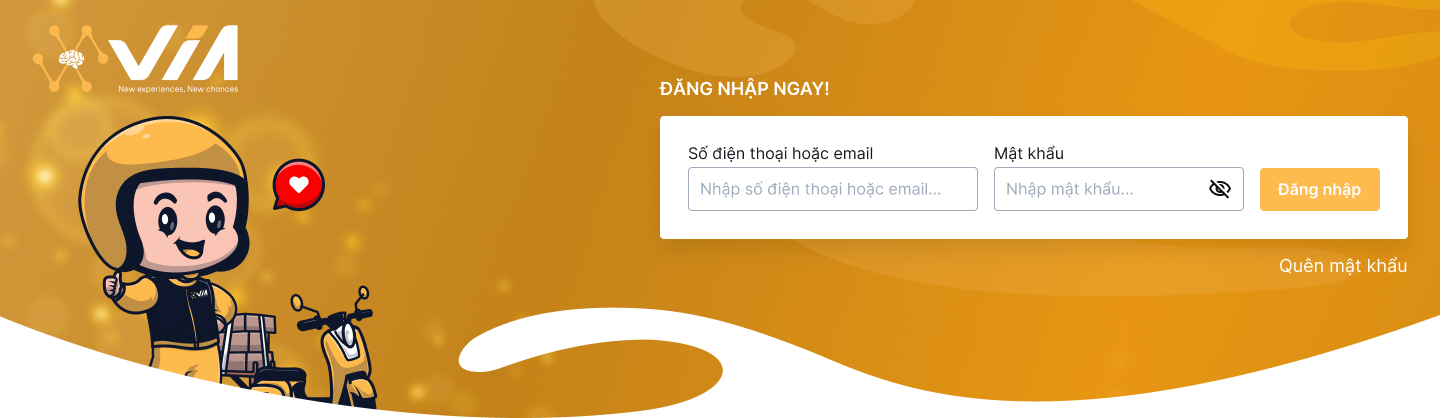 VIA
New experiences, New chances
ĐĂNG NHẬP NGAY!
Số điện thoại hoặc email
Mật khẩu
Nhập số điện thoại hoặc email...
Nhập mật khẩu...
Đăng nhập
Quên mật khẩu
VIA